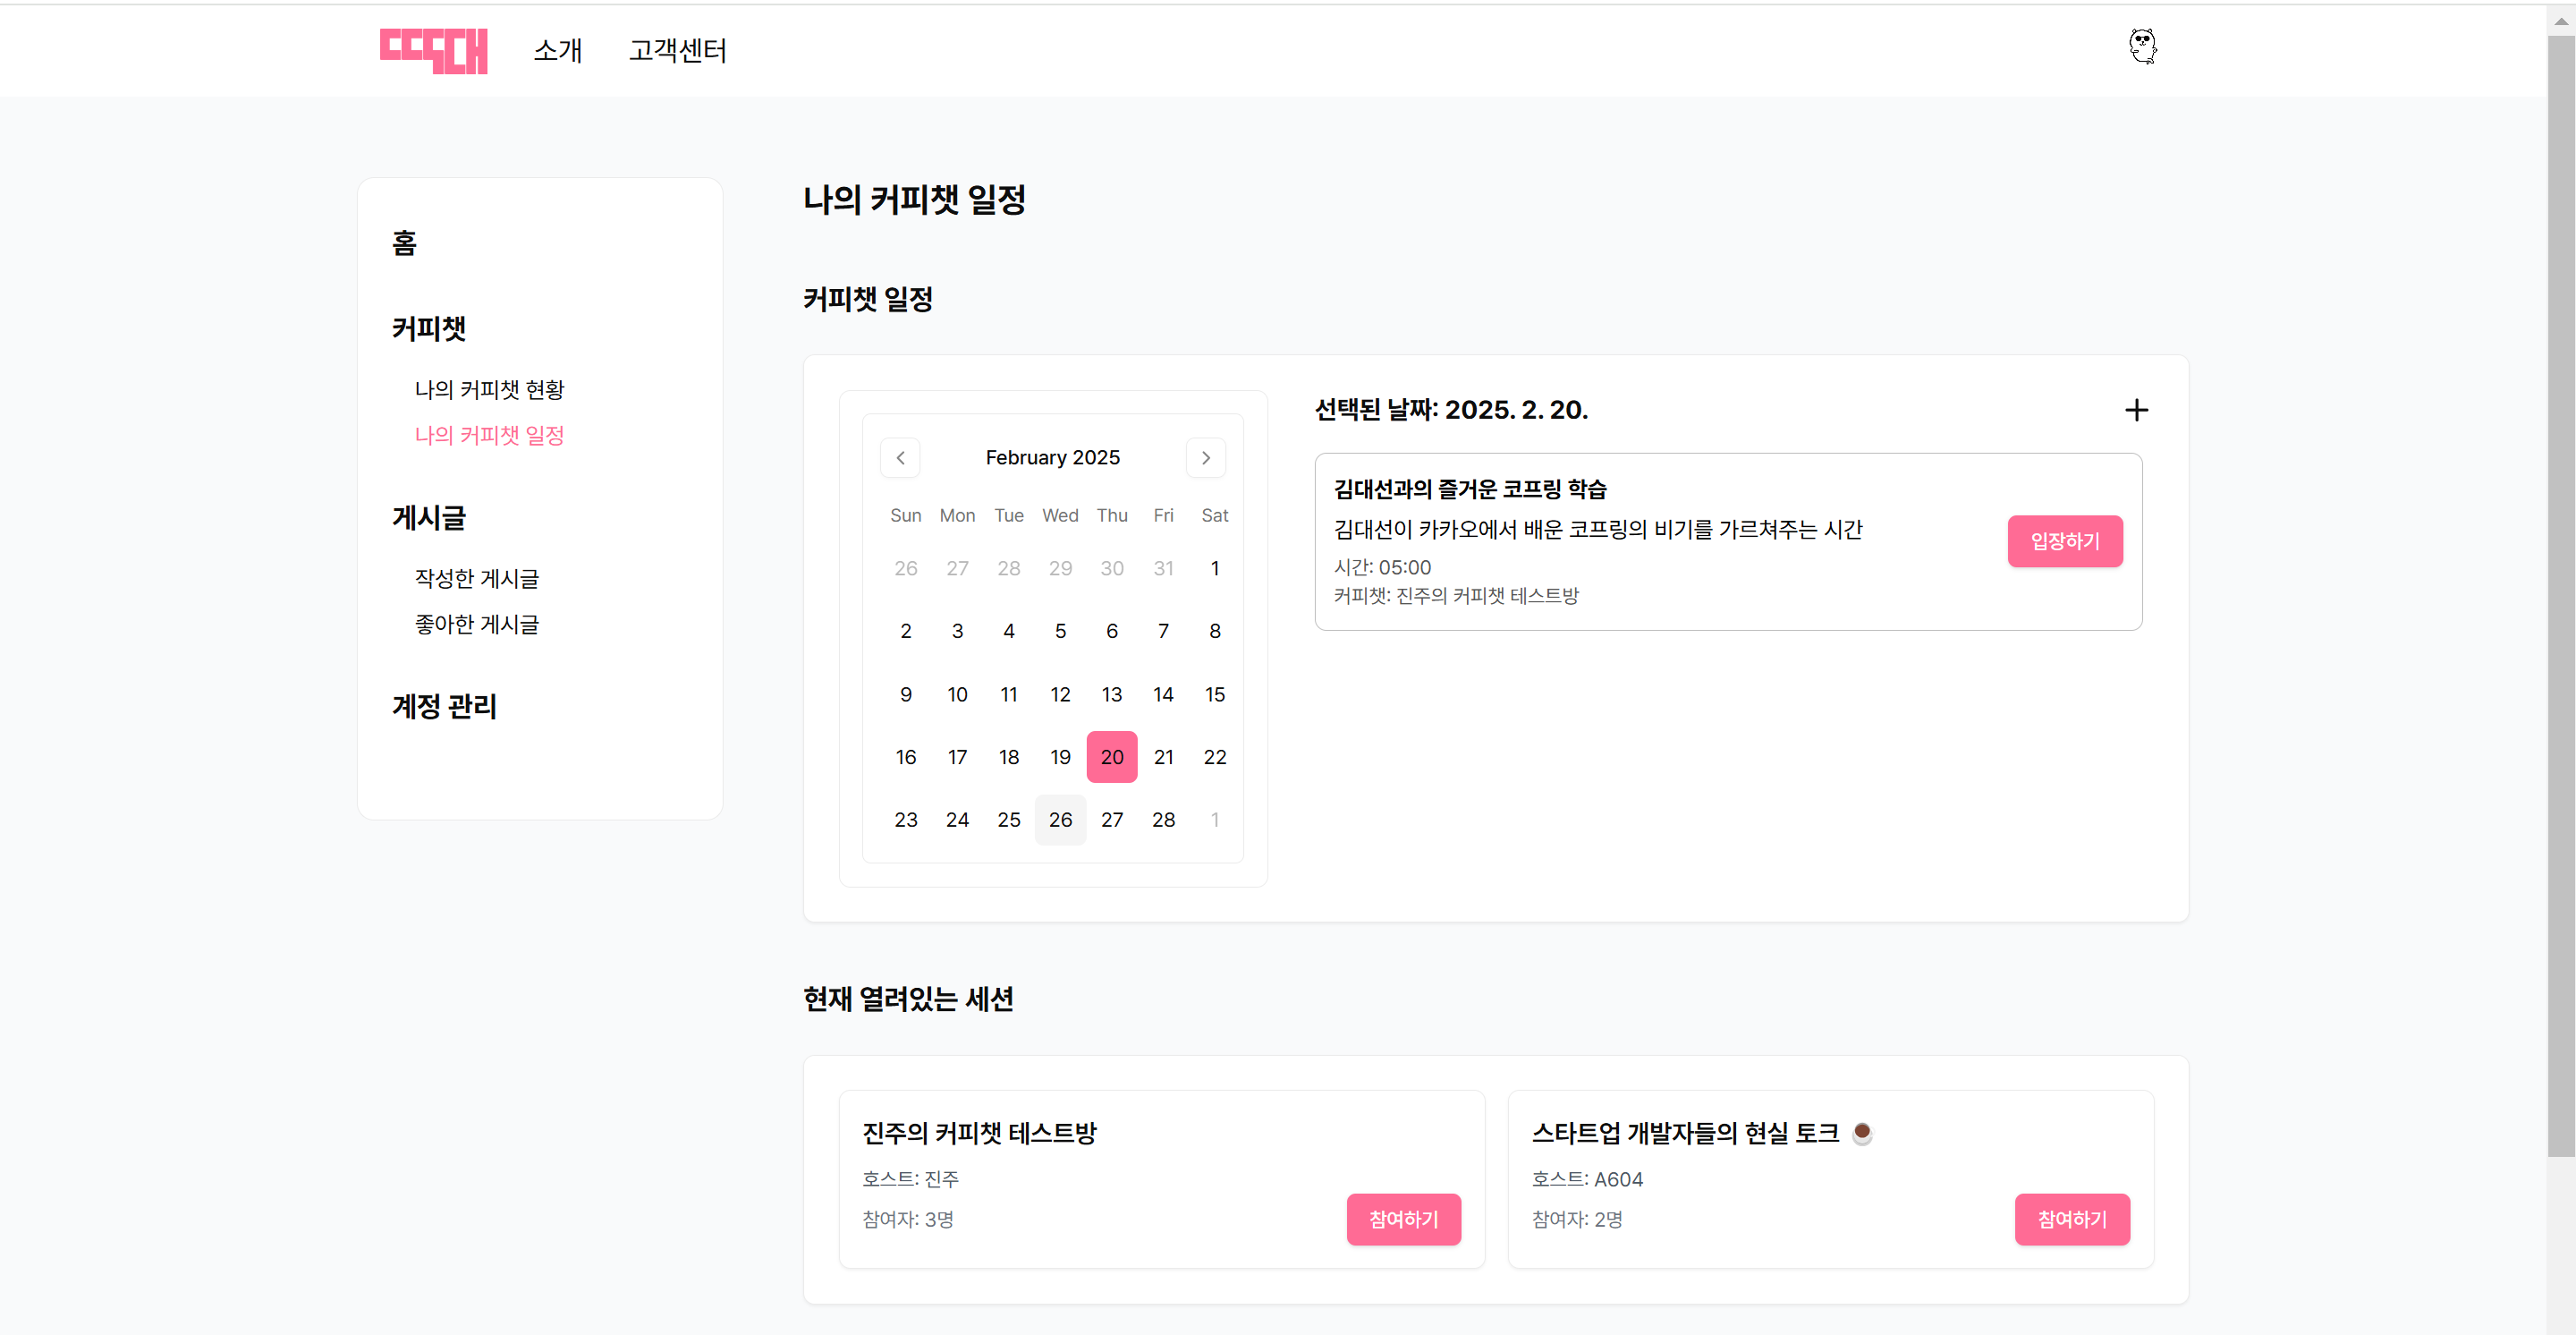 소개 고객센터
홈
커피챗
나의 커피챗 현황
나의 커피챗 일정
게시글
작성한 게시글
좋아한 게시글
계정 관리
나의 커피챗 일정
커피챗 일정
February 2025
Sun Mon Tue Wed Thu Fri Sat
26 27 28 29 30 31 1
2 3 4 5 6 7 8
9 10 11 12 13 14 15
16 17 18 19 20 21 22
23 24 25 26 27 28 1
선택된 날짜: 2025. 2. 20.
김대선과의 즐거운 코프링 학습
김대선이 카카오에서 배운 코프링의 비기를 가르쳐주는 시간
시간: 05:00
커피챗: 진주의 커피챗 테스트방
입장하기
현재 열려있는 세션
진주의 커피챗 테스트방
호스트: 진주
참여자: 3명
참여하기
스타트업 개발자들의 현실 토크
호스트: A604
참여자: 2명
참여하기